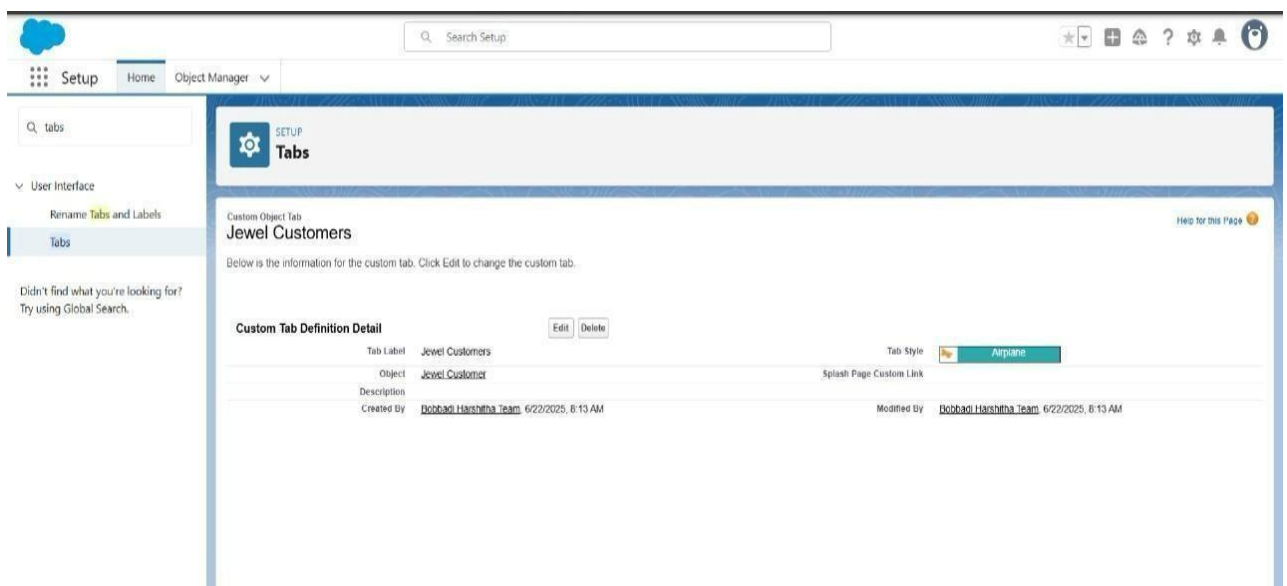 Search Setup
Setup Home Object Manager
tabs
SETUP
Tabs
User Interface
Rename Tabs and Labels
Tabs
Didn't find what you're looking for?
Try using Global Search.
Custom Object Tab
Jewel Customers
Help for this Page
Below is the information for the custom tab. Click Edit to change the custom tab.
Custom Tab Definition Detail Edit Delete
Tab Label Jewel Customers Tab Style Airplane
Object Jewel Customer Splash Page Custom Link
Description
Created By Bobbadi Harshitha Team, 6/22/2025, 8:13 AM Modified By Bobbadi Harshitha Team, 6/22/2025, 8:13 AM